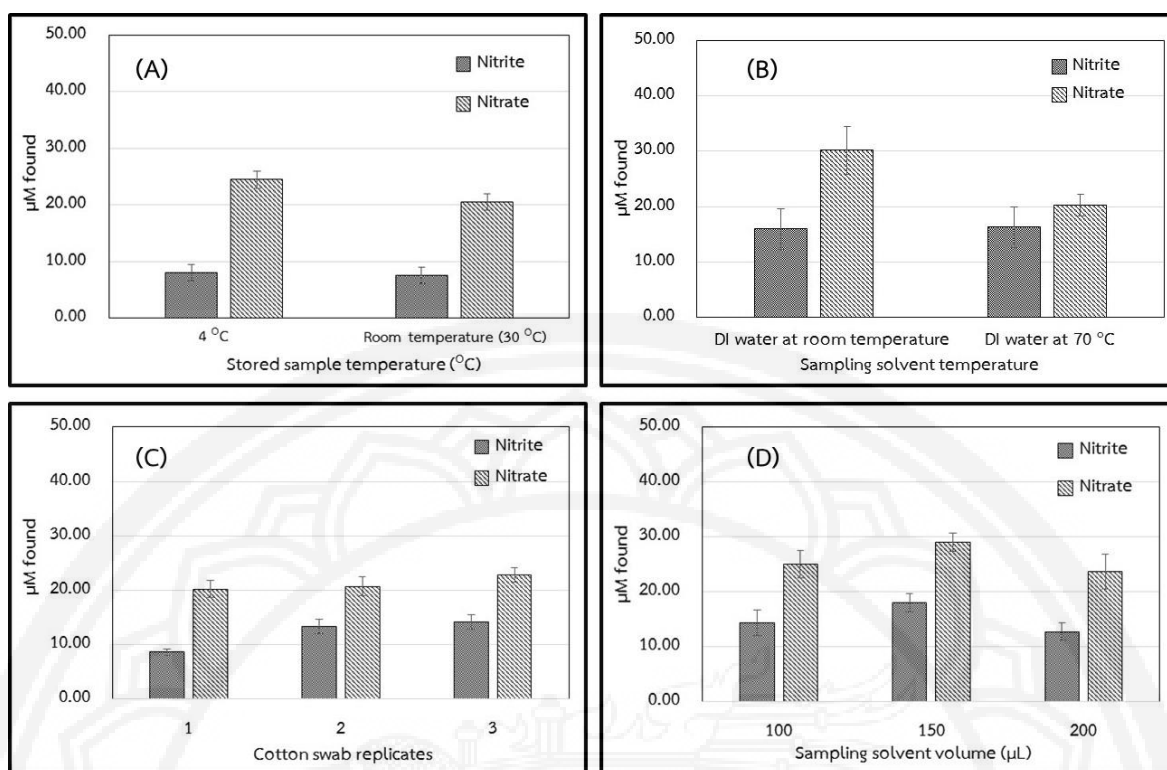 (A)
Nitrite
Nitrate
50.00
40.00
30.00
20.00
10.00
0.00
µM found
4 ⁰C
Room temperature (30 ⁰C)
Stored sample temperature (⁰C)
(B)
Nitrite
Nitrate
50.00
40.00
30.00
20.00
10.00
0.00
µM found
DI water at room temperature
DI water at 70 °C
Sampling solvent temperature
(C)
Nitrite
Nitrate
50.00
40.00
30.00
20.00
10.00
0.00
µM found
1
2
3
Cotton swab replicates
(D)
Nitrite
Nitrate
50.00
40.00
30.00
20.00
10.00
0.00
µM found
100
150
200
Sampling solvent volume (µL)